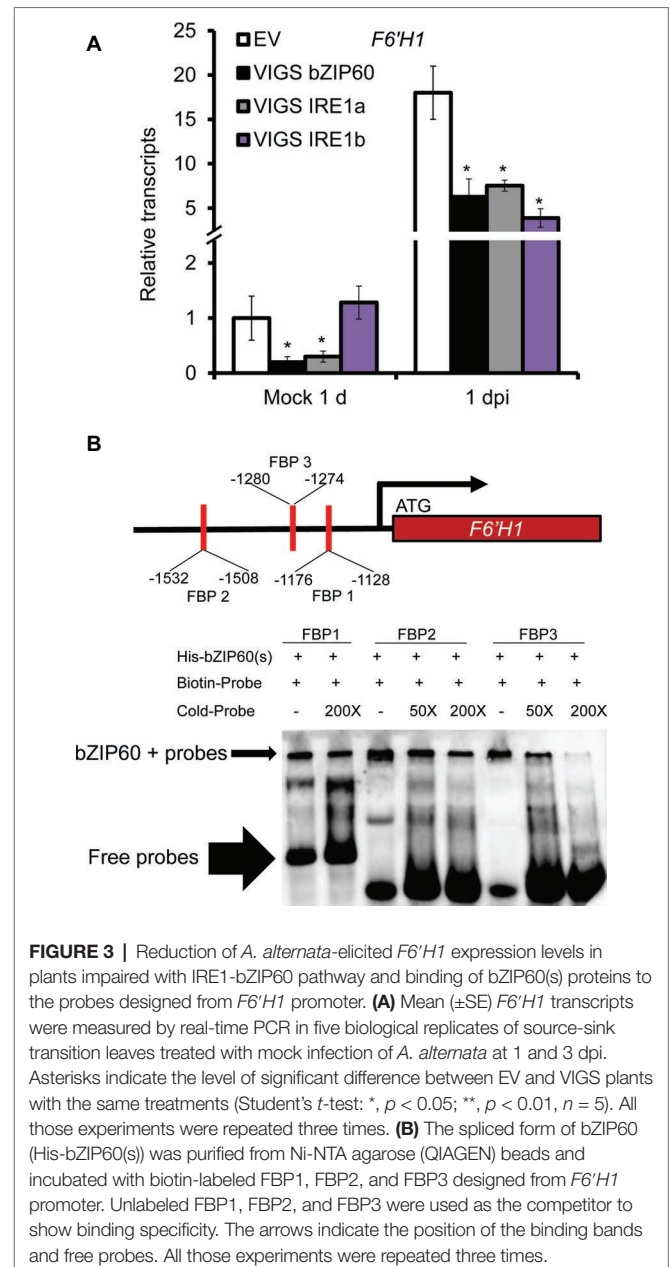 A
25
20
15
10
5
2
1
0
Relative transcripts
EV
F6'H1
VIGS bZIP60
VIGS IRE1a
VIGS IRE1b
* * *
* *
Mock 1 d
1 dpi
B
FBP 3
-1280 -1274
ATG
F6'H1
-1532 -1508 -1176 -1128
FBP 2 FBP 1
FBP1 FBP2 FBP3
His-bZIP60(s) + + + + + + + +
Biotin-Probe + + + + + + + +
Cold-Probe - 200X - 50X 200X - 50X 200X
bZIP60 + probes
Free probes
FIGURE 3 | Reduction of A. alternata-elicited F6′H1 expression levels in
plants impaired with IRE1-bZIP60 pathway and binding of bZIP60(s) proteins to
the probes designed from F6′H1 promoter. (A) Mean (±SE) F6′H1 transcripts
were measured by real-time PCR in five biological replicates of source-sink
transition leaves treated with mock infection of A. alternata at 1 and 3 dpi.
Asterisks indicate the level of significant difference between EV and VIGS plants
with the same treatments (Student's t-test: *, p < 0.05; **, p < 0.01, n = 5). All
those experiments were repeated three times. (B) The spliced form of bZIP60
(His-bZIP60(s)) was purified from Ni-NTA agarose (QIAGEN) beads and
incubated with biotin-labeled FBP1, FBP2, and FBP3 designed from F6′H1
promoter. Unlabeled FBP1, FBP2, and FBP3 were used as the competitor to
show binding specificity. The arrows indicate the position of the binding bands
and free probes. All those experiments were repeated three times.